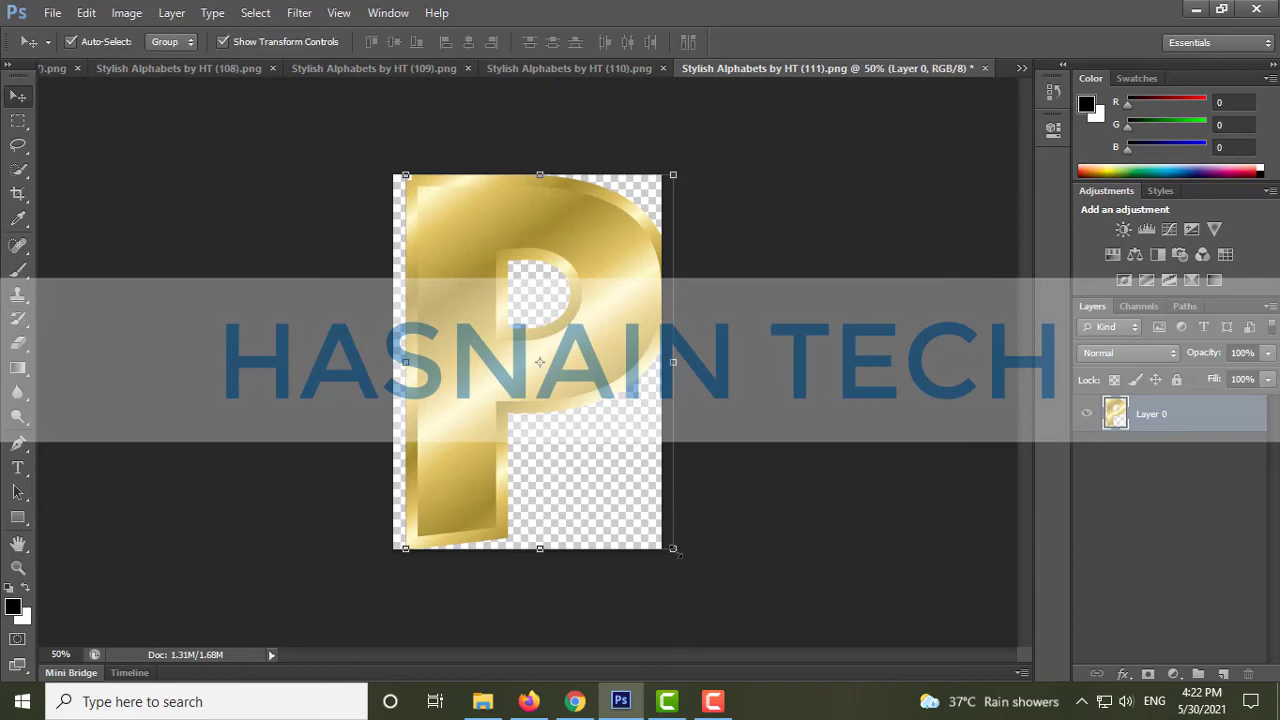 Ps File Edit Image Layer Type Select Filter View Window Help
Auto-Select: Group Show Transform Controls Essentials
).png × Stylish Alphabets by HT (108).png × Stylish Alphabets by HT (109).png × Stylish Alphabets by HT (110).png × Stylish Alphabets by HT (111).png @ 50% (Layer 0, RGB/8) * ×
Color Swatches
R 0
G 0
B 0
Adjustments Styles
Add an adjustment
P
HASNAIN TECH
Layers Channels Paths
Kind
Normal Opacity: 100%
Lock: Fill: 100%
Layer 0
50% Doc: 1.31M/1.68M
Mini Bridge Timeline
Type here to search
Ps
37°C Rain showers
ENG
4:22 PM
5/30/2021